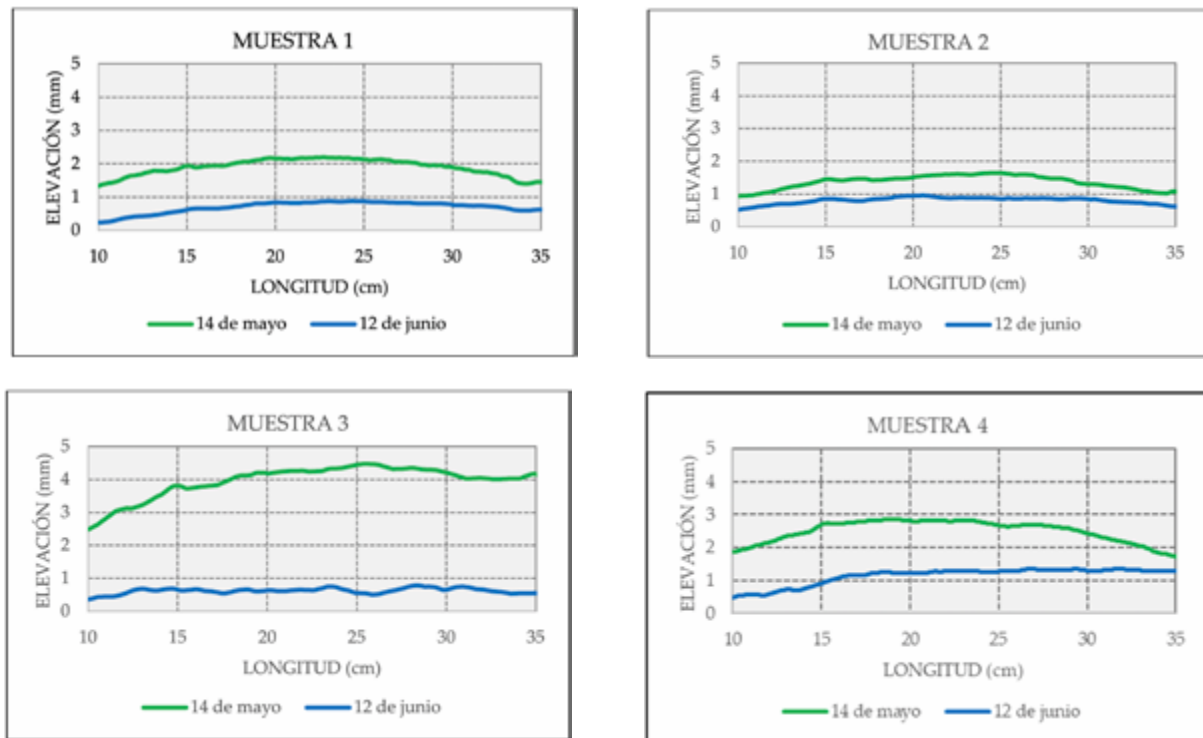 MUESTRA 1
ELEVACIÓN (mm)
5
4
3
2
1
0
10 15 20 25 30 35
LONGITUD (cm)
14 de mayo 12 de junio
MUESTRA 2
ELEVACIÓN (mm)
5
4
3
2
1
0
10 15 20 25 30 35
LONGITUD (cm)
14 de mayo 12 de junio
MUESTRA 3
ELEVACIÓN (mm)
5
4
3
2
1
0
10 15 20 25 30 35
LONGITUD (cm)
14 de mayo 12 de junio
MUESTRA 4
ELEVACIÓN (mm)
5
4
3
2
1
0
10 15 20 25 30 35
LONGITUD (cm)
14 de mayo 12 de junio